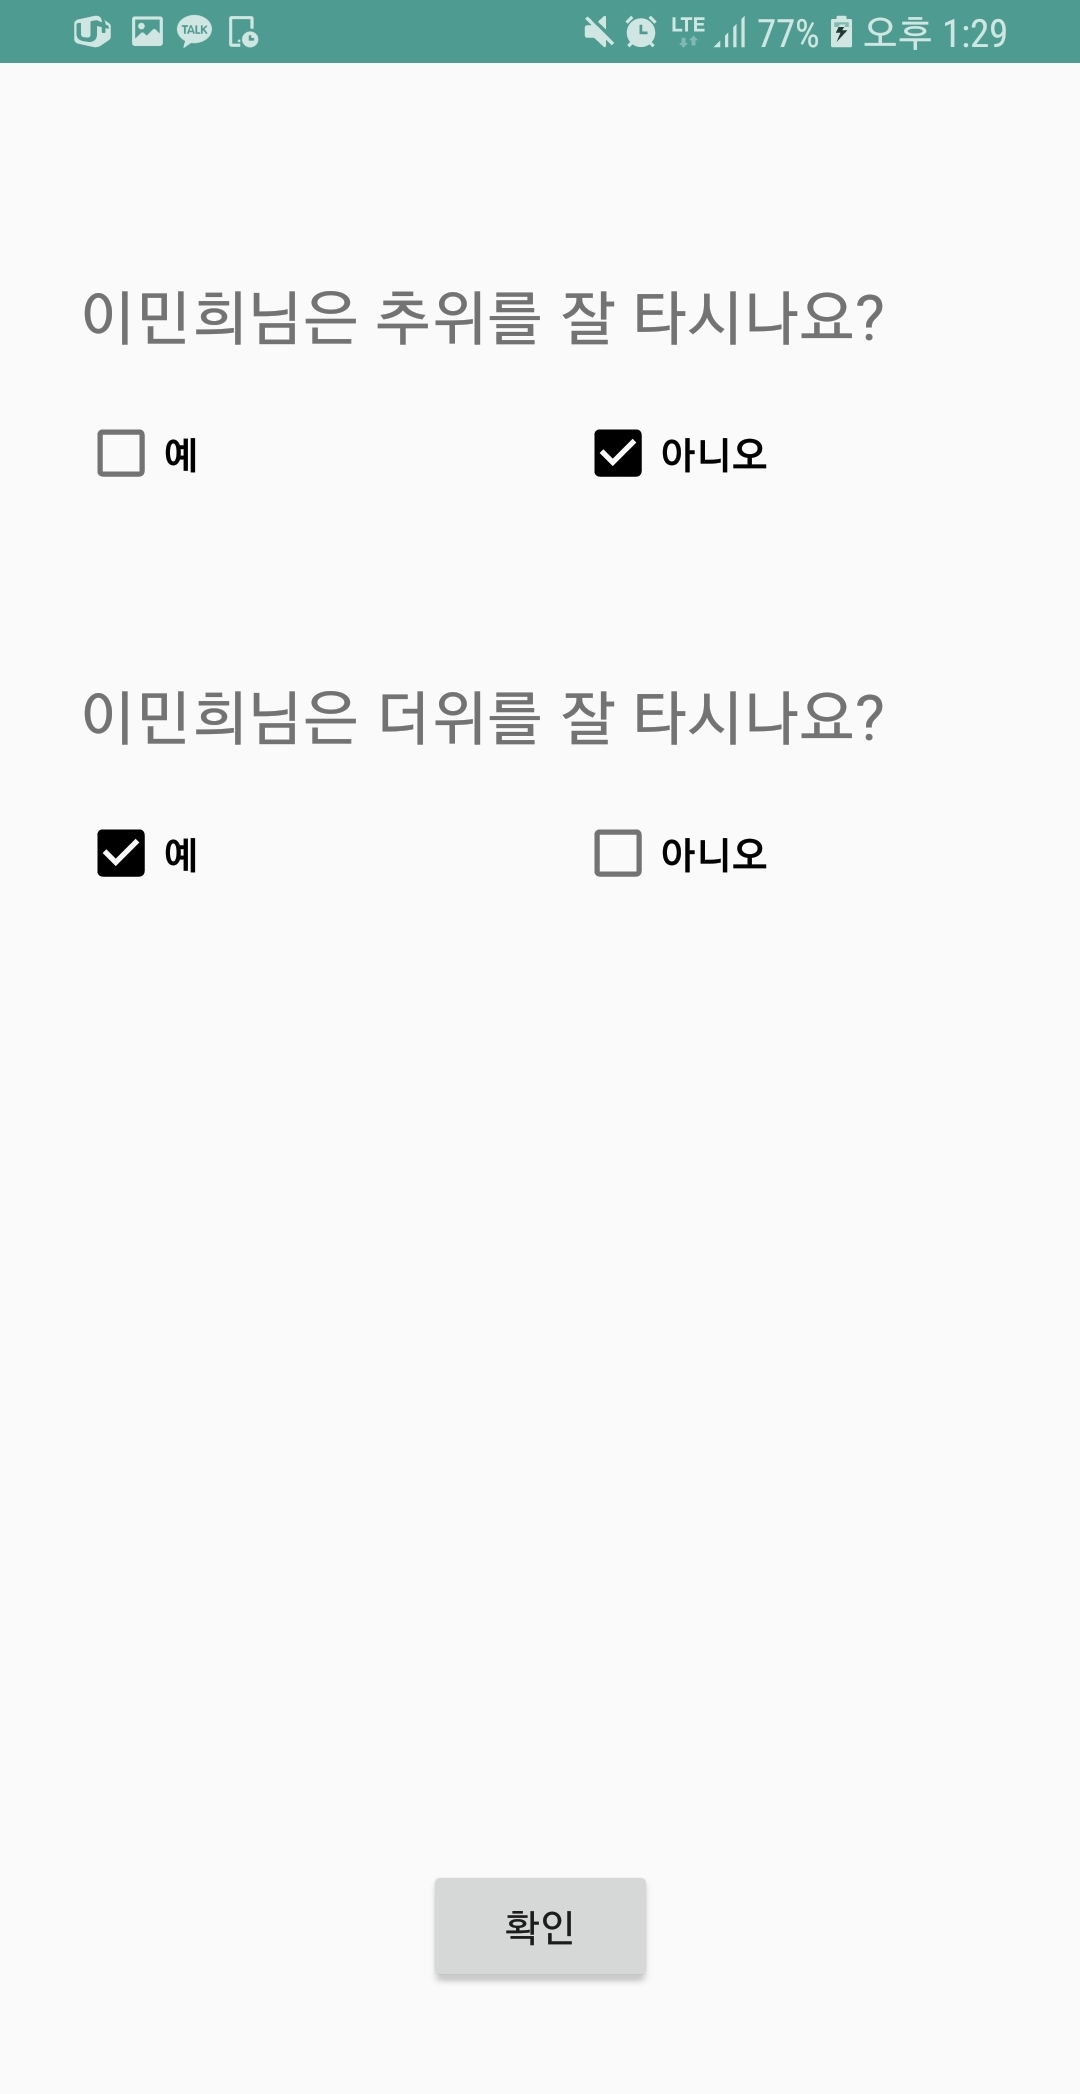 TALK LTE 77% 오후 1:29
이민희님은 추위를 잘 타시나요?
예 아니오
이민희님은 더위를 잘 타시나요?
예 아니오
확인